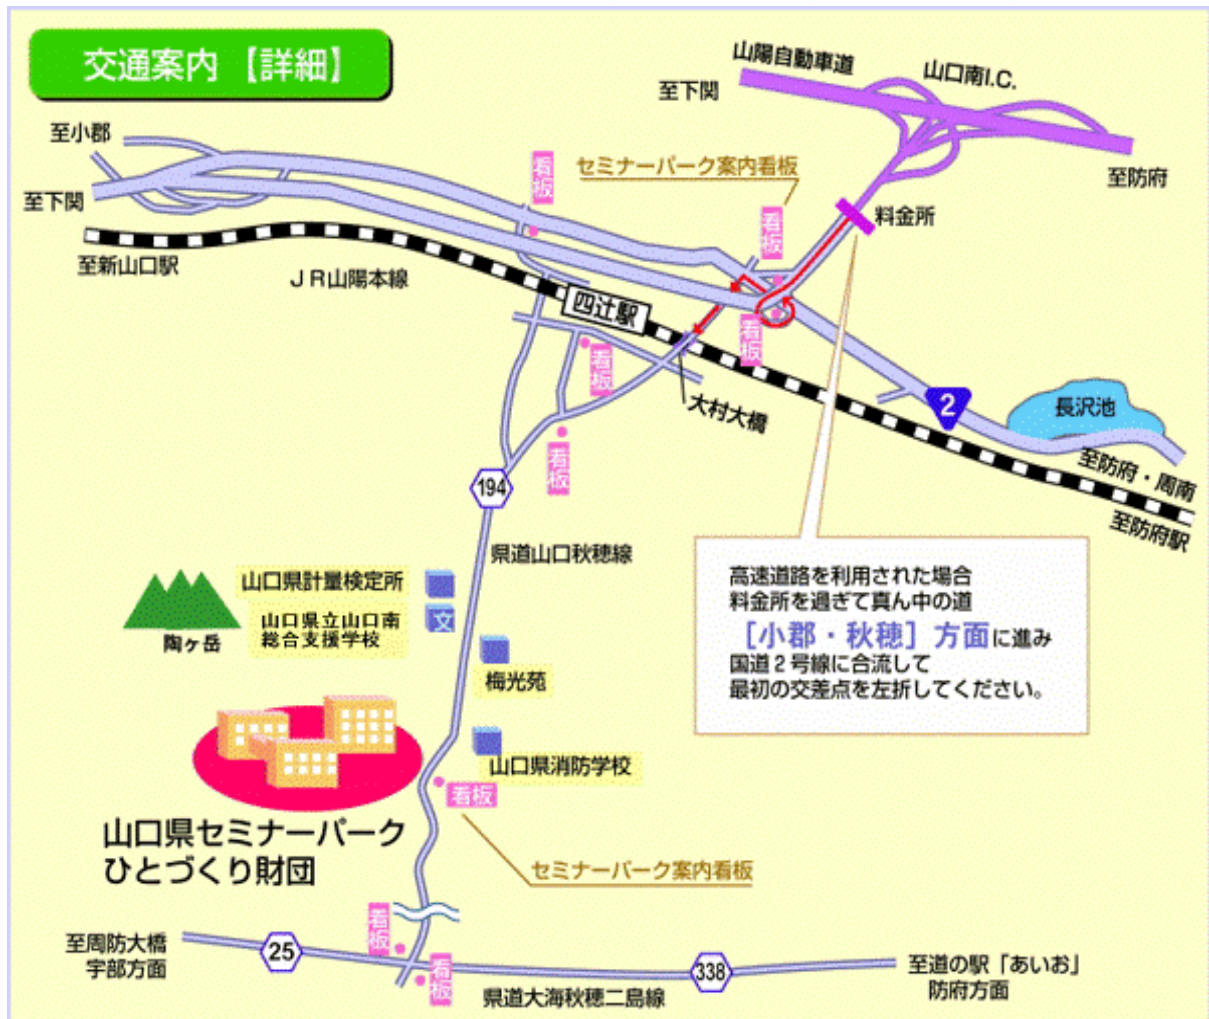 交通案内【詳細】
山陽自動車道
山口南I.C.
至下関
至防府
至小郡
至下関
至新山口駅
JR山陽本線
看板
セミナーパーク案内看板
看板
料金所
四辻駅
看板
看板
大村大橋
2
長沢池
至防府・周南
至防府駅
看板
194
県道山口秋穂線
高速道路を利用された場合
料金所を過ぎて真ん中の道
［小郡・秋穂］方面に進み
国道2号線に合流して
最初の交差点を左折してください。
山口県計量検定所
山口県立山口南
総合支援学校
文
陶ヶ岳
梅光苑
山口県消防学校
看板
山口県セミナーパーク
ひとづくり財団
セミナーパーク案内看板
看板
至周防大橋
宇部方面
25
看板
県道大海秋穂二島線
338
至道の駅「あいお」
防府方面